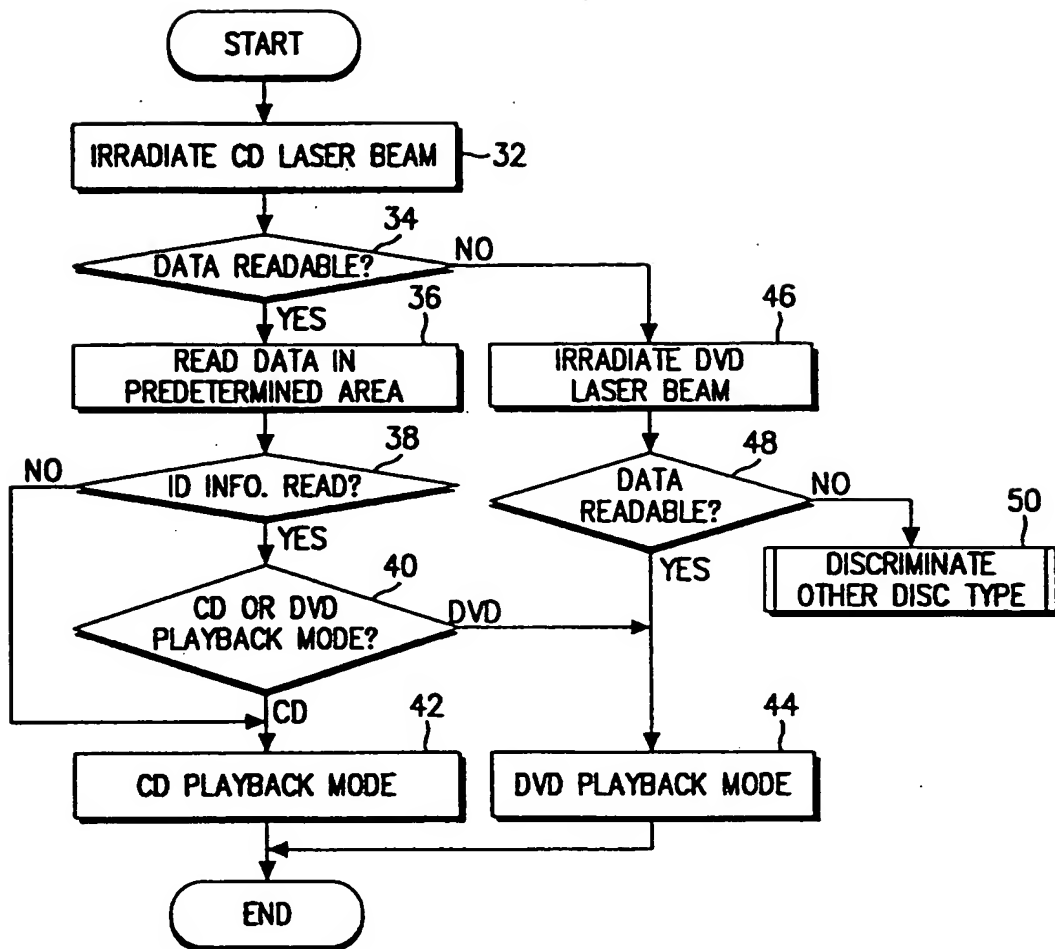 START
IRRADIATE CD LASER BEAM
32
34
DATA READABLE?
NO
YES
36
READ DATA IN
PREDETERMINED AREA
46
IRRADIATE DVD
LASER BEAM
38
NO
ID INFO. READ?
YES
48
DATA
READABLE?
NO
YES
50
DISCRIMINATE
OTHER DISC TYPE
40
CD OR DVD
PLAYBACK MODE?
DVD
CD
42
CD PLAYBACK MODE
44
DVD PLAYBACK MODE
END